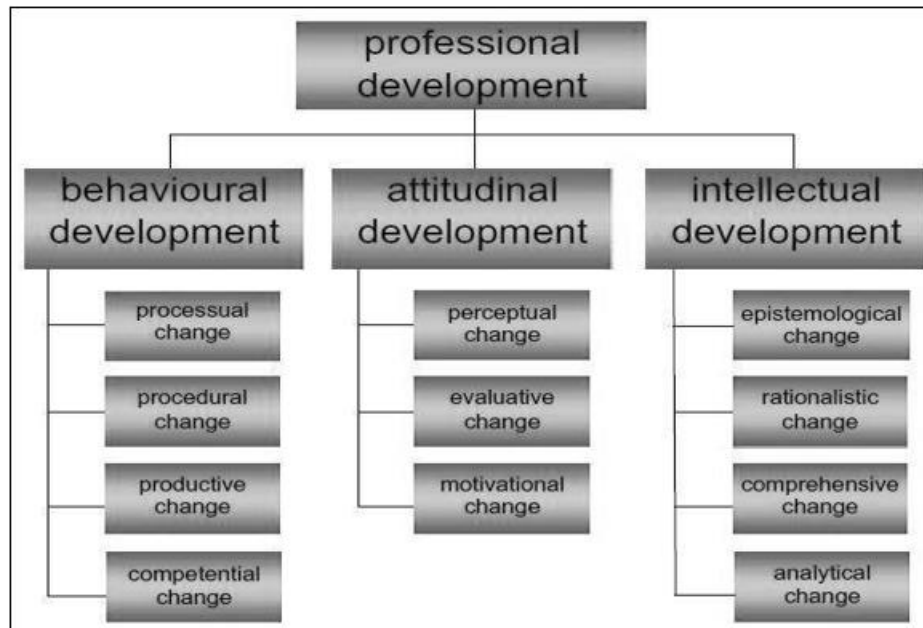 professional
development
behavioural
development
processual
change
procedural
change
productive
change
competential
change
attitudinal
development
perceptual
change
evaluative
change
motivational
change
intellectual
development
epistemological
change
rationalistic
change
comprehensive
change
analytical
change